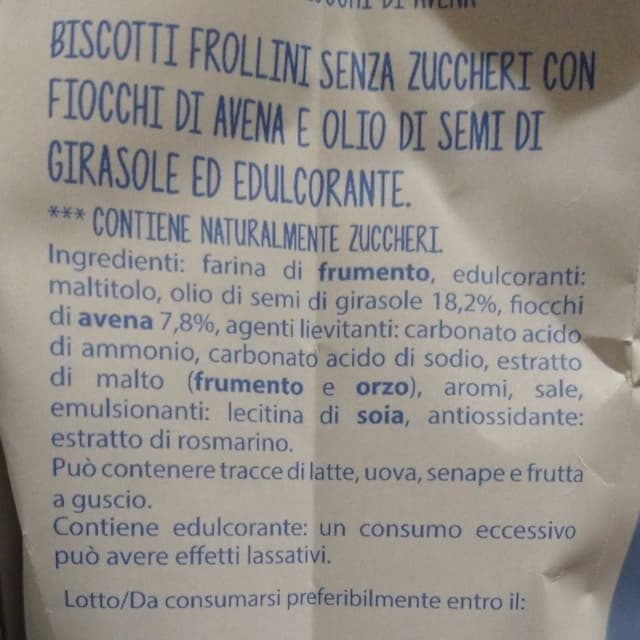 DI AVENA
BISCOTTI FROLLINI SENZA ZUCCHERI CON
FIOCCHI DI AVENA E OLIO DI SEMI DI
GIRASOLE ED EDULCORANTE.
*** CONTIENE NATURALMENTE ZUCCHERI.
Ingredienti: farina di frumento, edulcoranti:
maltitolo, olio di semi di girasole 18,2%, fiocchi
di avena 7,8%, agenti lievitanti: carbonato acido
di ammonio, carbonato acido di sodio, estratto
di malto (frumento e orzo), aromi, sale,
emulsionanti: lecitina di soia, antiossidante:
estratto di rosmarino.
Può contenere tracce di latte, uova, senape e frutta
a guscio.
Contiene edulcorante: un consumo eccessivo
può avere effetti lassativi.
Lotto/Da consumarsi preferibilmente entro il: